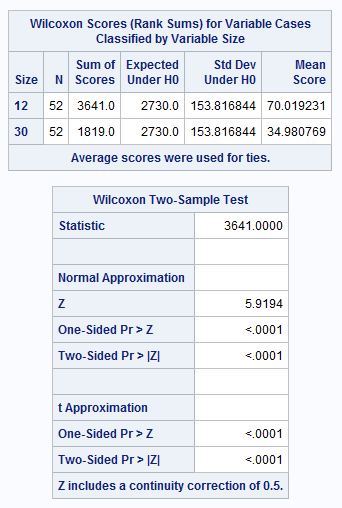 Wilcoxon Scores (Rank Sums) for Variable Cases
Classified by Variable Size
Sum of Expected Std Dev Mean
Size N Scores Under H0 Under H0 Score
12 52 3641.0 2730.0 153.816844 70.019231
30 52 1819.0 2730.0 153.816844 34.980769
Average scores were used for ties.
Wilcoxon Two-Sample Test
Statistic 3641.0000
Normal Approximation
Z 5.9194
One-Sided Pr > Z <.0001
Two-Sided Pr > |Z| <.0001
t Approximation
One-Sided Pr > Z <.0001
Two-Sided Pr > |Z| <.0001
Z includes a continuity correction of 0.5.